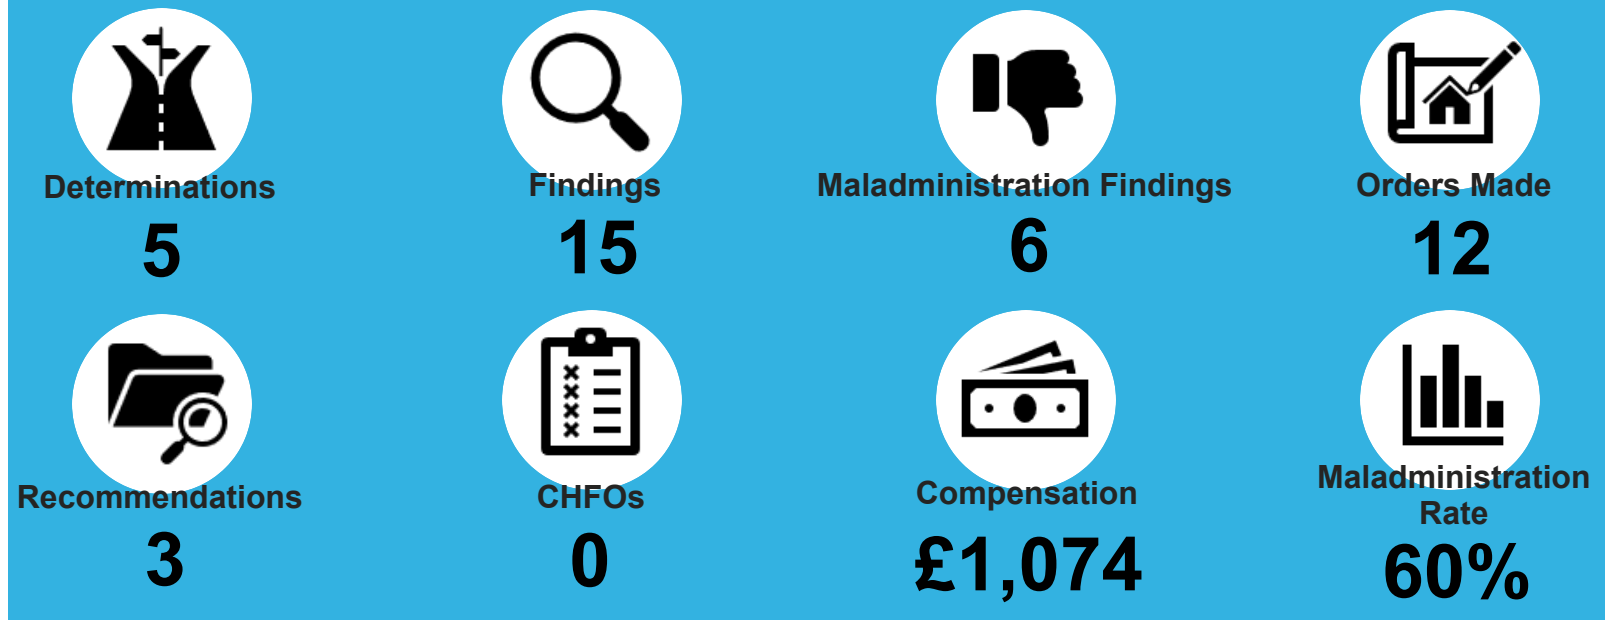 Determinations
5
Findings
15
Maladministration Findings
6
Orders Made
12
Recommendations
3
CHFOs
0
Compensation
£1,074
Maladministration
Rate
60%